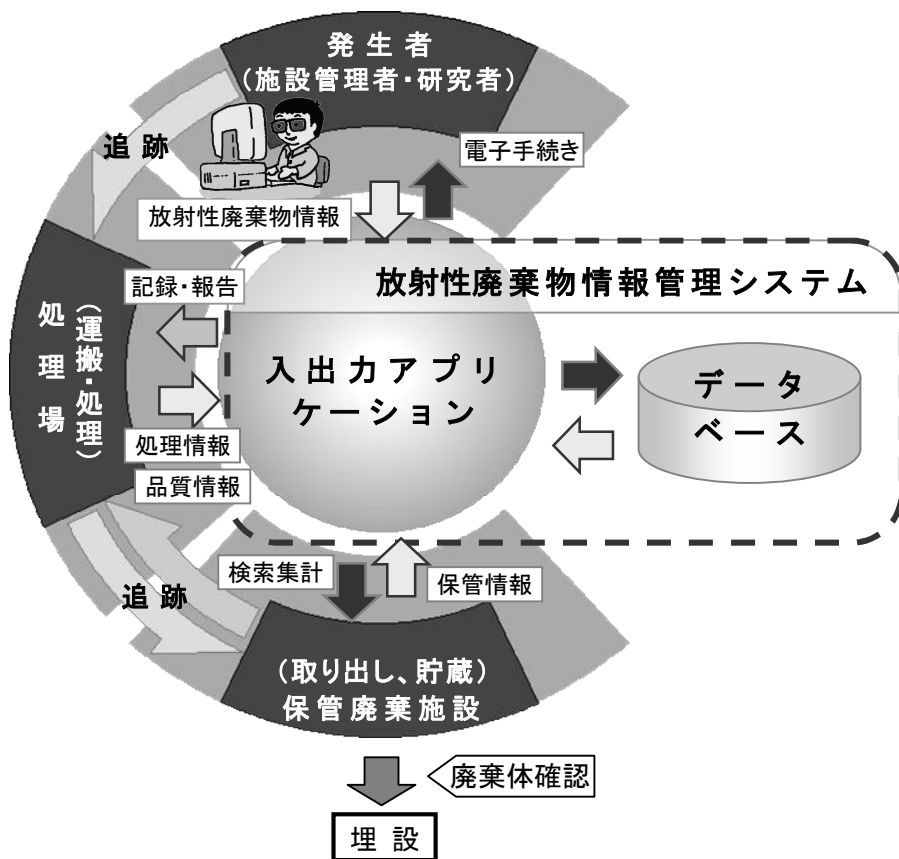 発生者
(施設管理者・研究者)
追跡
電子手続き
放射性廃棄物情報
放射性廃棄物情報管理システム
記録・報告
処理場
(運搬・処理)
入出力アプリ
ケーション
データ
ベース
処理情報
品質情報
検索集計
保管情報
追跡
(取り出し、貯蔵)
保管廃棄施設
廃棄体確認
埋設